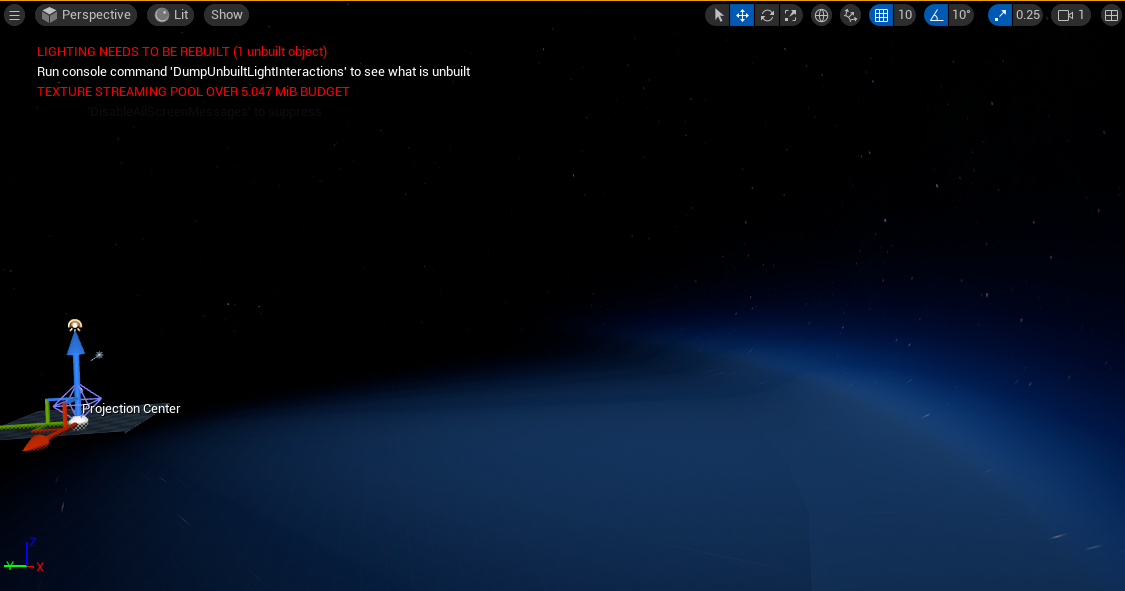 Perspective Lit Show 10 10° 0.25 1
LIGHTING NEEDS TO BE REBUILT (1 unbuilt object)
Run console command 'DumpUnbuiltLightInteractions' to see what is unbuilt
TEXTURE STREAMING POOL OVER 5.047 MiB BUDGET
'DisableAllScreenMessages' to suppress
Projection Center
Z
Y X